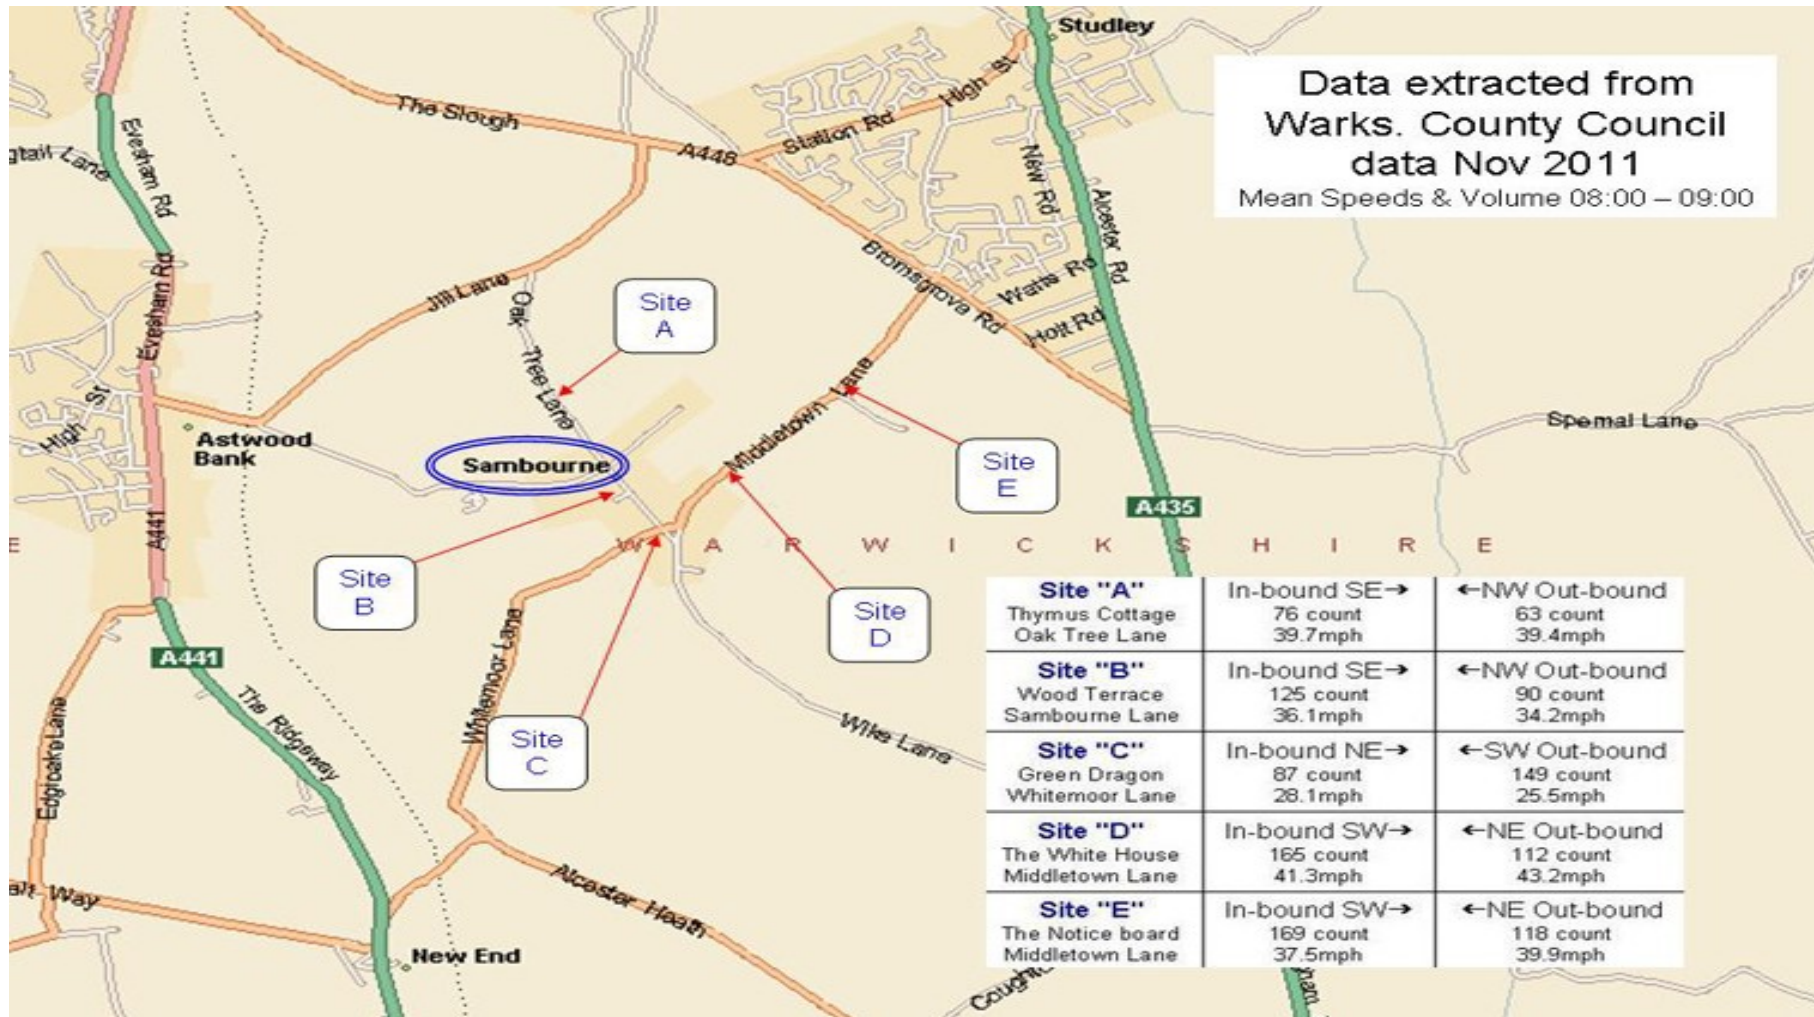 Studley
Data extracted from
Warks. County Council
data Nov 2011
Mean Speeds & Volume 08:00 – 09:00
The Slough
High St
Station Rd
A448
Evesham Rd
gtail Lane
New Rd
Alcester Rd
Bromsgrove Rd
Watts Rd
Holt Rd
Jill Lane
Oak Tree Lane
Site
A
Evesham Rd
High St
Astwood
Bank
Sambourne
Middletown Lane
Site
E
Spernal Lane
A441
A435
WARWICKSHIRE
E
Site
B
Site
D
A441
Whitemoor Lane
The Ridgeway
Edgioake Lane
Site
C
Wike Lane
Alcester Heath
alt Way
New End
Site "A" In-bound SE→ ←NW Out-bound
Thymus Cottage 76 count 63 count
Oak Tree Lane 39.7mph 39.4mph
Site "B" In-bound SE→ ←NW Out-bound
Wood Terrace 125 count 90 count
Sambourne Lane 36.1mph 34.2mph
Site "C" In-bound NE→ ←SW Out-bound
Green Dragon 87 count 149 count
Whitemoor Lane 28.1mph 25.5mph
Site "D" In-bound SW→ ←NE Out-bound
The White House 165 count 112 count
Middletown Lane 41.3mph 43.2mph
Site "E" In-bound SW→ ←NE Out-bound
The Notice board 169 count 118 count
Middletown Lane 37.5mph 39.9mph